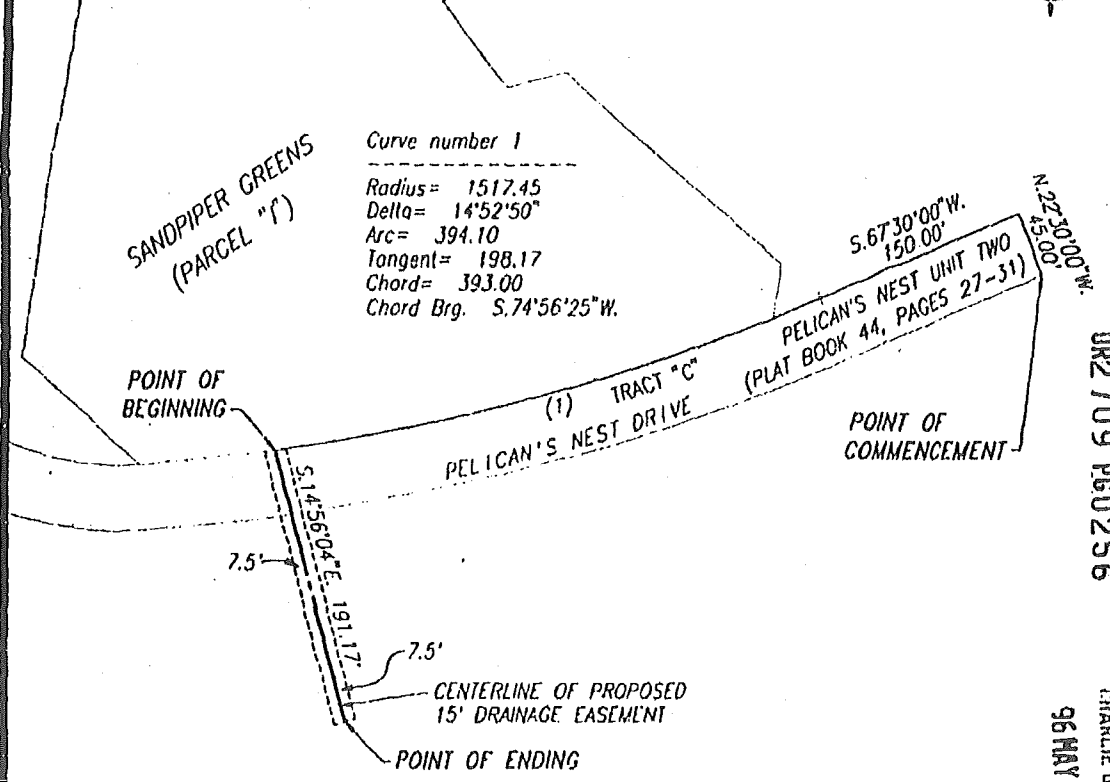 SANDPIPER GREENS
(PARCEL "I")
Curve number 1
Radius= 1517.45
Delta= 14°52'50"
Arc= 394.10
Tangent= 198.17
Chord= 393.00
Chord Brg. S.74°56'25"W.
S.67°30'00"W.
150.00'
N.22°30'00"W.
45.00'
PELICAN'S NEST UNIT TWO
(PLAT BOOK 44, PAGES 27-31)
(1) TRACT "C"
PELICAN'S NEST DRIVE
POINT OF
BEGINNING
POINT OF
COMMENCEMENT
S.14°56'04"E. 191.17'
7.5'
7.5'
CENTERLINE OF PROPOSED
15' DRAINAGE EASEMENT
POINT OF ENDING
OR2709 PG0256
96 MAY